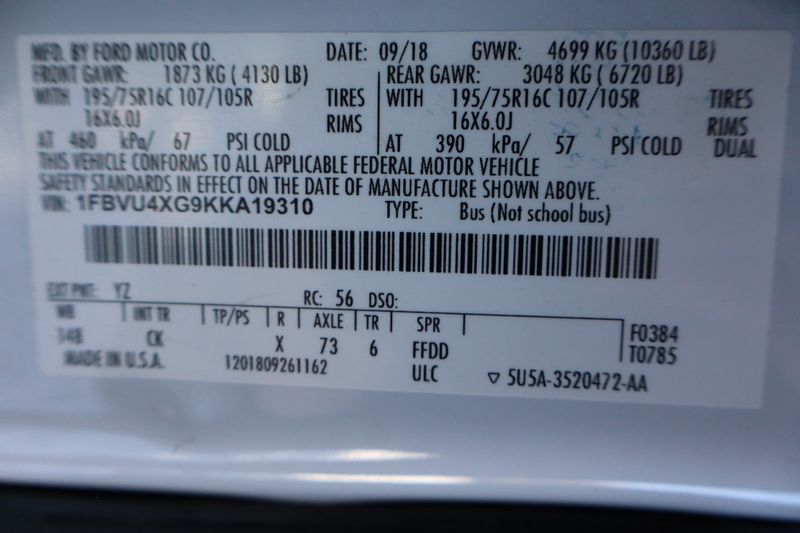 MFD. BY FORD MOTOR CO. DATE: 09/18 GVWR: 4699 KG (10360 LB)
FRONT GAWR: 1873 KG ( 4130 LB) REAR GAWR: 3048 KG ( 6720 LB)
WITH 195/75R16C 107/105R TIRES WITH 195/75R16C 107/105R TIRES
16X6.0J RIMS 16X6.0J RIMS
AT 460 kPa/ 67 PSI COLD AT 390 kPa/ 57 PSI COLD DUAL
THIS VEHICLE CONFORMS TO ALL APPLICABLE FEDERAL MOTOR VEHICLE
SAFETY STANDARDS IN EFFECT ON THE DATE OF MANUFACTURE SHOWN ABOVE.
VIN: 1FBVU4XG9KKA19310 TYPE: Bus (Not school bus)
EXT PNT: YZ RC: 56 DSO:
WB INT TR TP/PS R AXLE TR SPR F0384
148 CK X 73 6 FFDD T0785
MADE IN U.S.A. 1201809261162 ULC ▽ 5U5A-3520472-AA